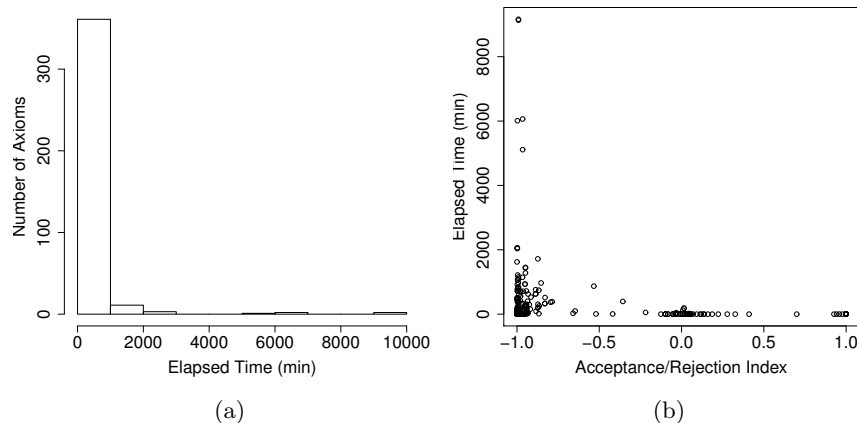 Number of Axioms
0 100 200 300
0 2000 4000 6000 8000 10000
Elapsed Time (min)
(a)
Elapsed Time (min)
0 2000 4000 6000 8000
−1.0 −0.5 0.0 0.5 1.0
Acceptance/Rejection Index
(b)